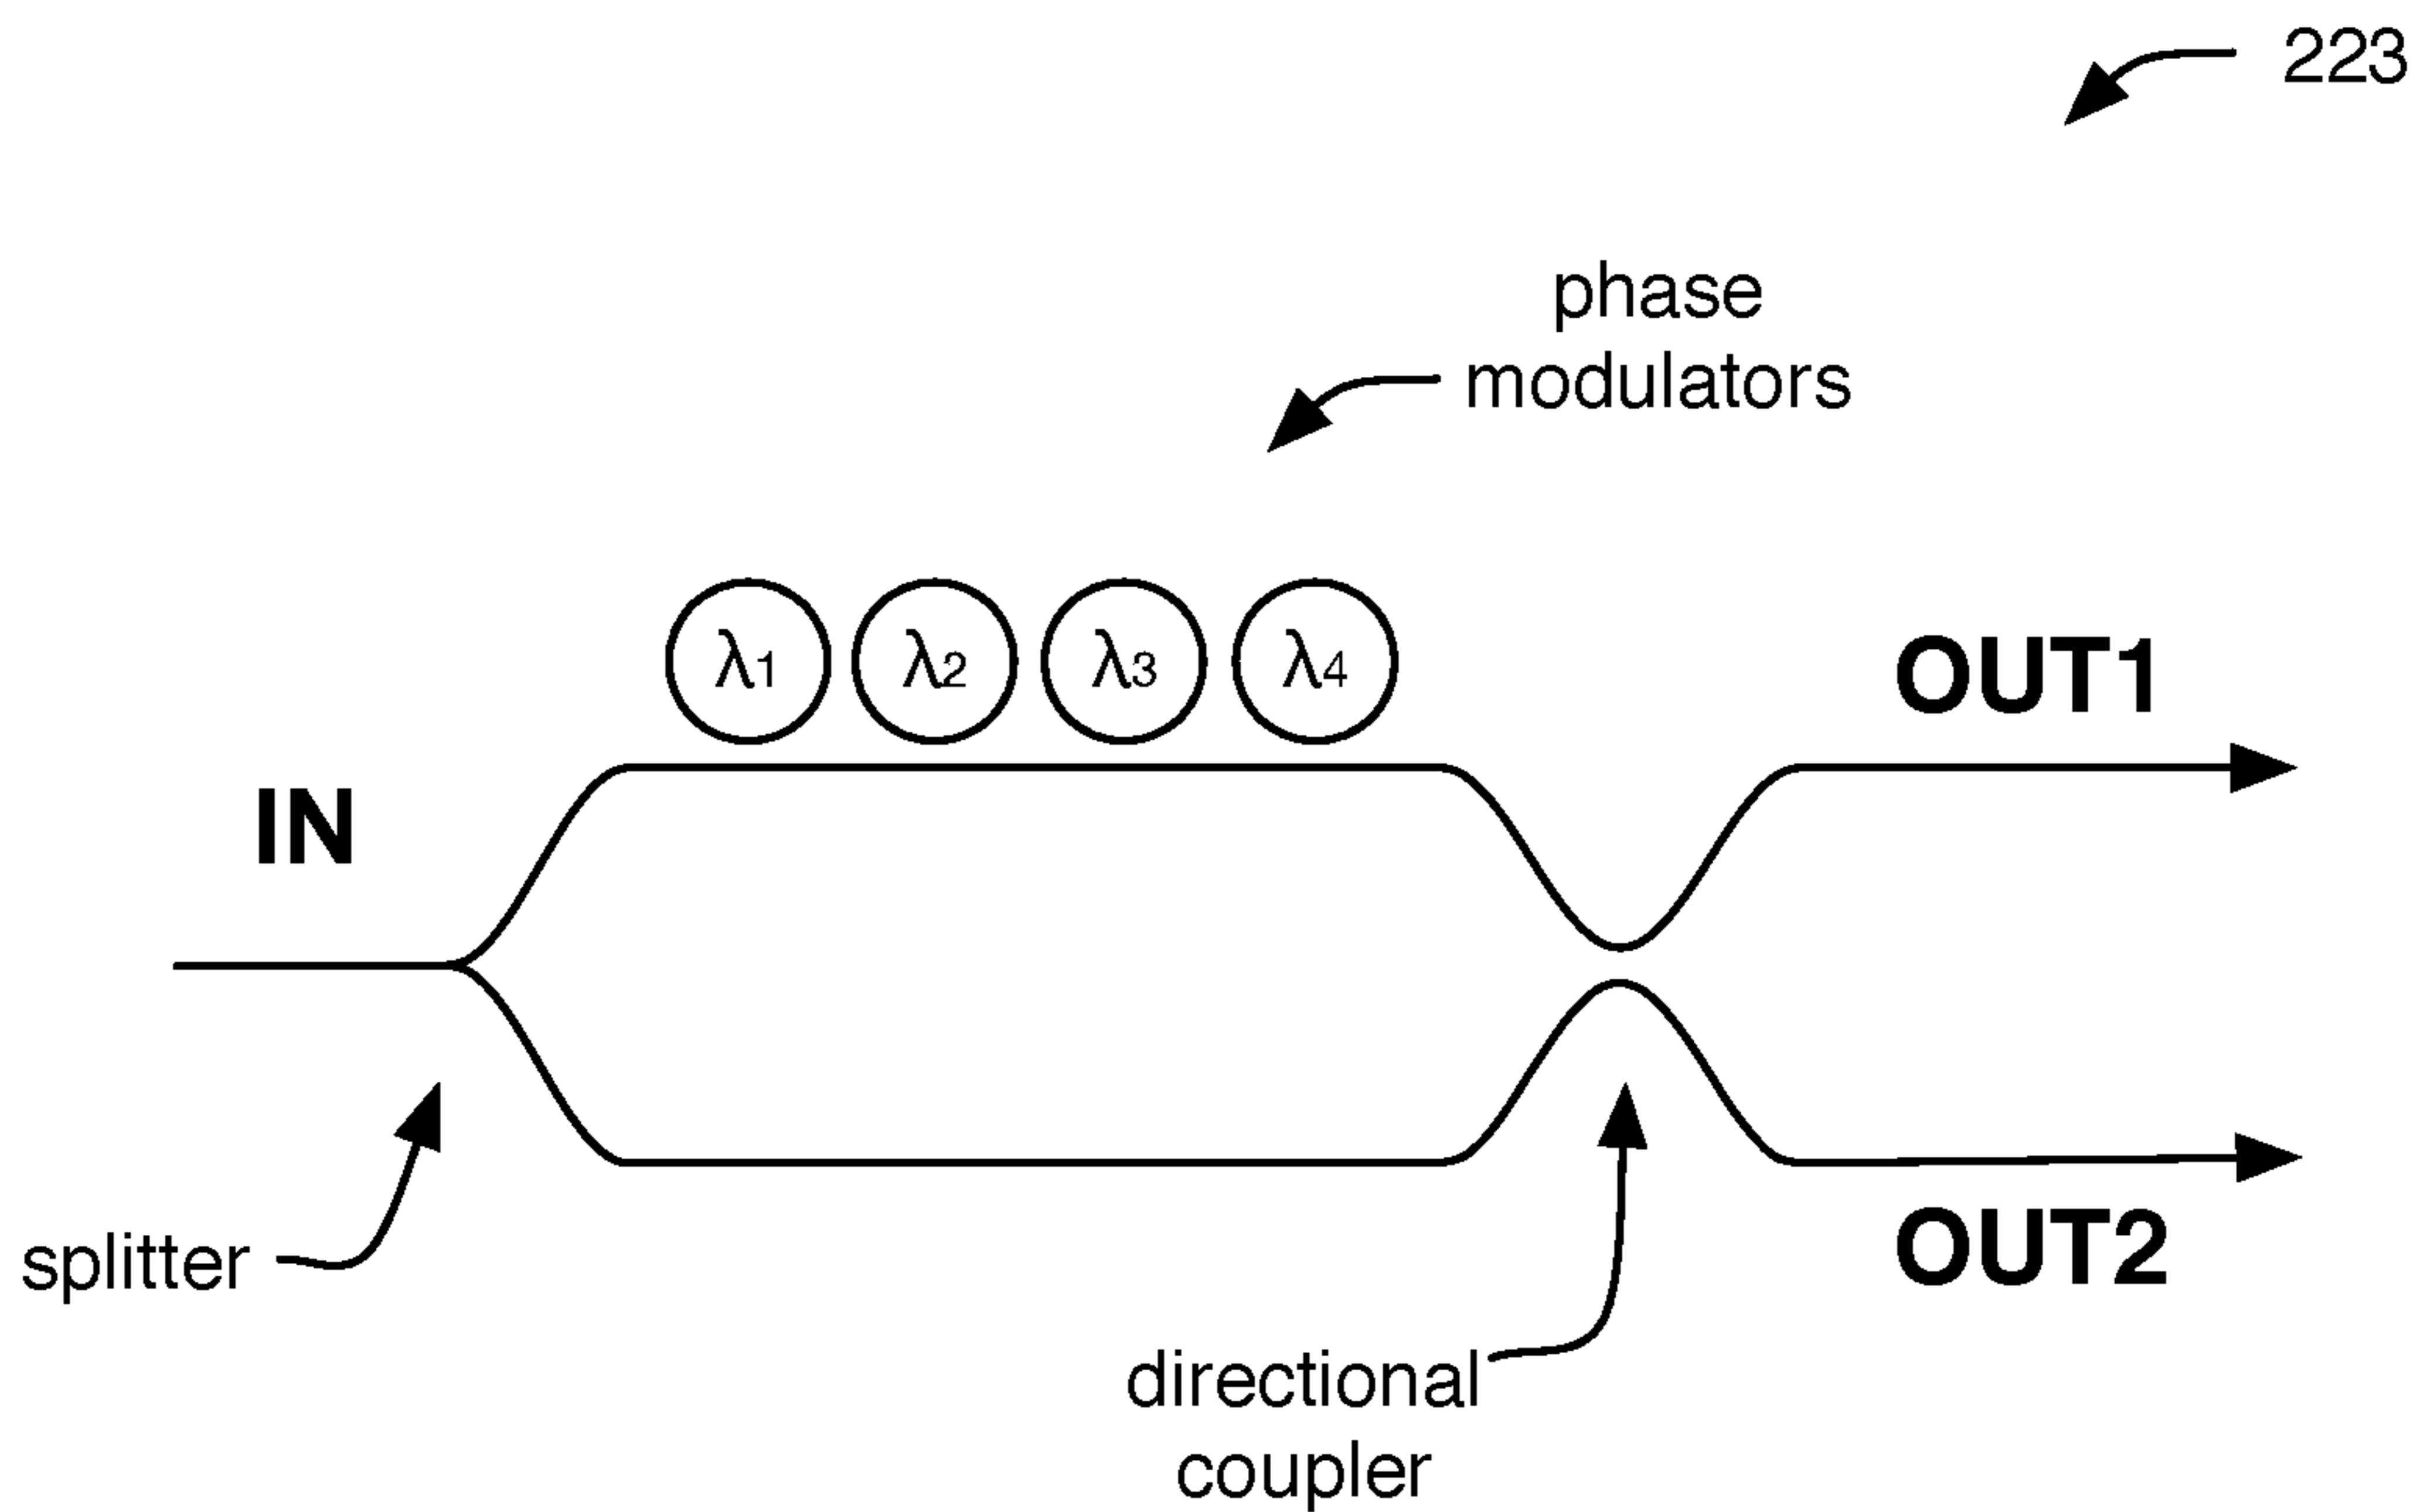 223
phase
modulators
λ1 λ2 λ3 λ4
OUT1
IN
splitter
OUT2
directional
coupler